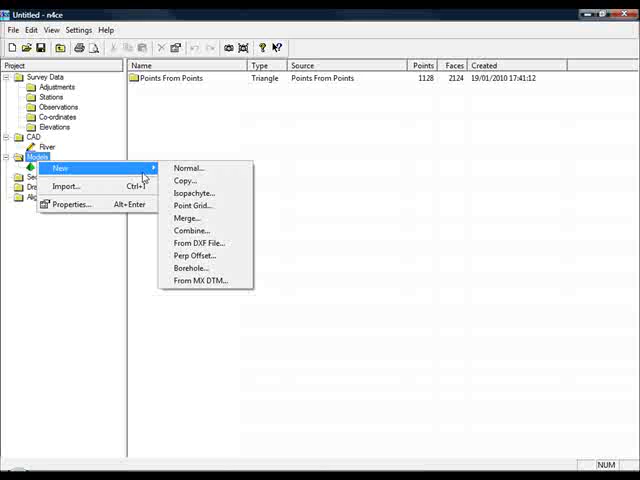 Untitled - n4ce
File Edit View Settings Help
Project
Name Type Source Points Faces Created
Survey Data
Points From Points Triangle Points From Points 1128 2124 19/01/2010 17:41:12
Adjustments
Stations
Observations
Co-ordinates
Elevations
CAD
River
Models
New
Import... Ctrl+I
Properties... Alt+Enter
Normal...
Copy...
Isopachyte...
Point Grid...
Merge...
Combine...
From DXF File...
Perp Offset...
Borehole...
From MX DTM...
NUM